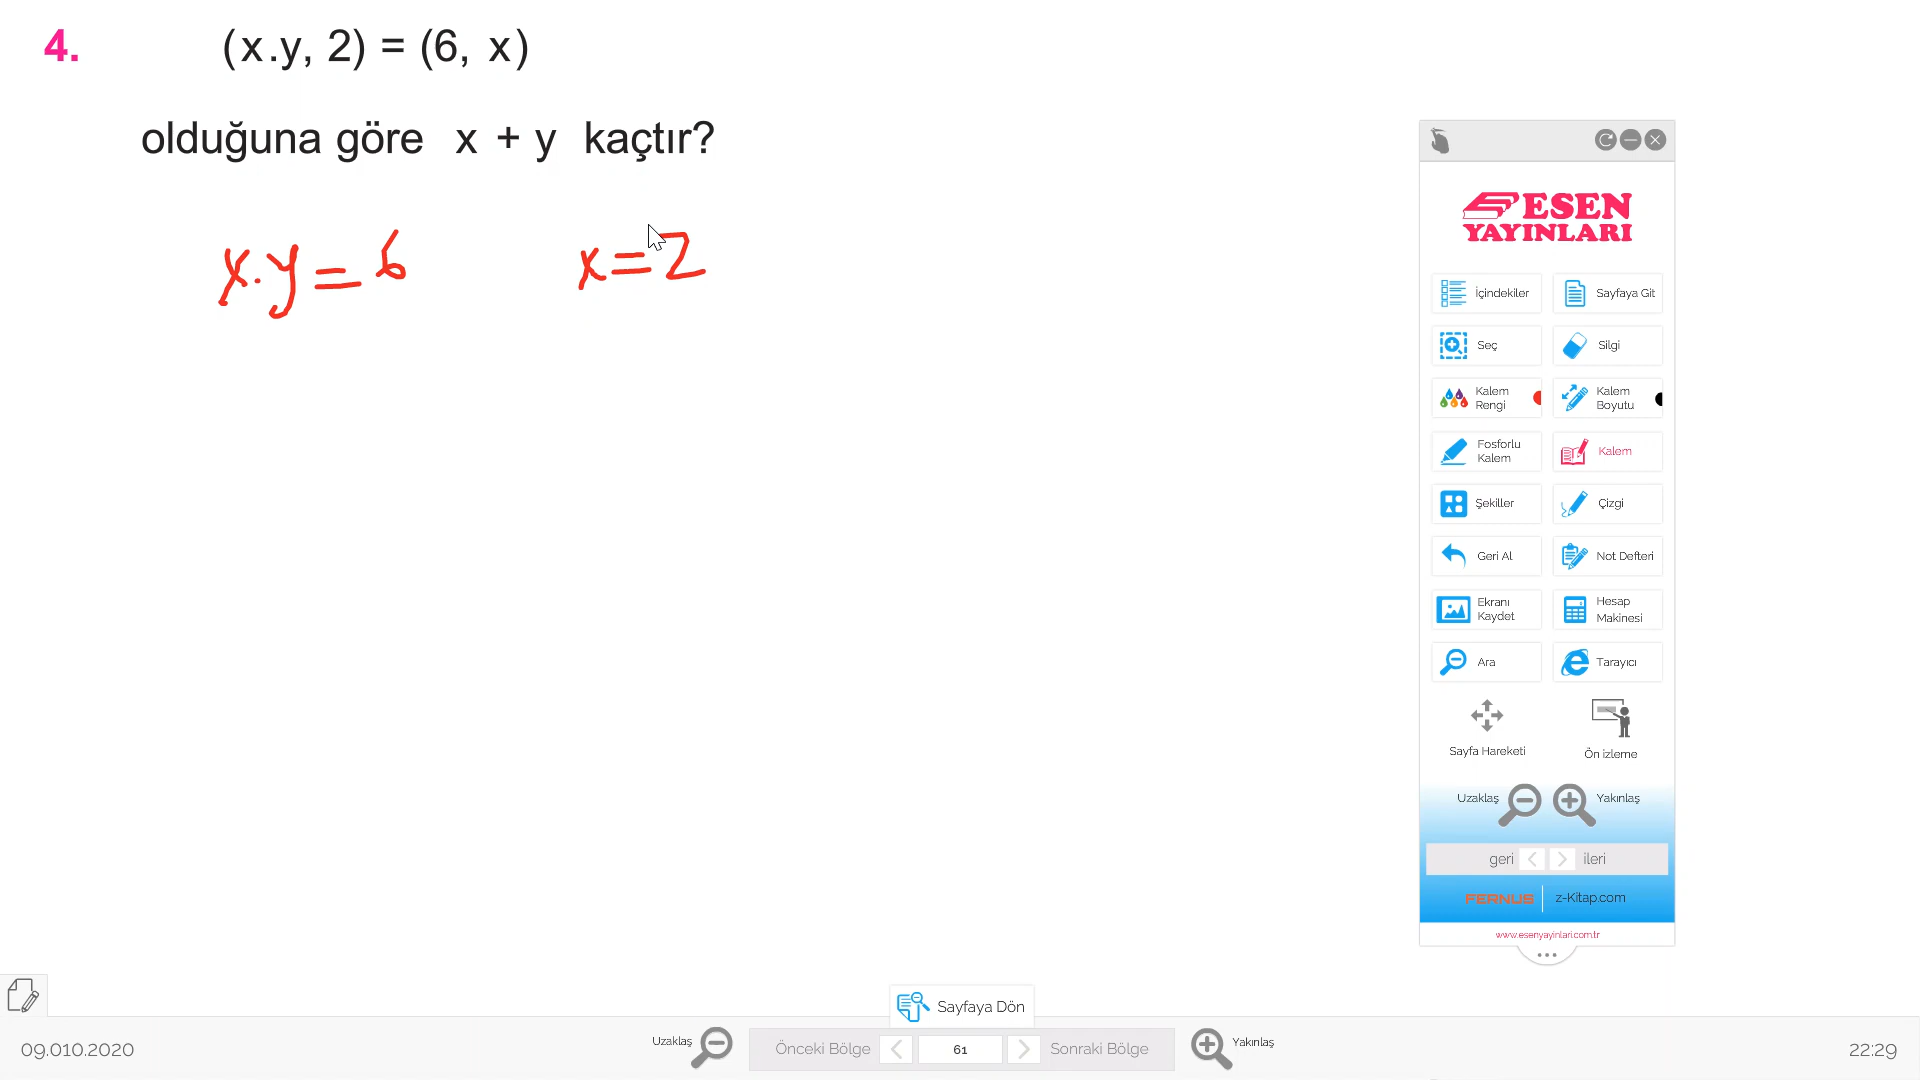 4. (x.y, 2) = (6, x)
olduğuna göre x + y kaçtır?
x.y = 6 x = 2
ESEN
YAYINLARI
İçindekiler Sayfaya Git
Seç Silgi
Kalem Rengi Kalem Boyutu
Fosforlu Kalem Kalem
Şekiller Çizgi
Geri Al Not Defteri
Ekranı Kaydet Hesap Makinesi
Ara Tarayıcı
Sayfa Hareketi Ön izleme
Uzaklaş Yakınlaş
geri ileri
FERNUS z-Kitap.com
www.esenyayinlari.com.tr
Sayfaya Dön
09.010.2020 Uzaklaş Önceki Bölge 61 Sonraki Bölge Yakınlaş 22:29